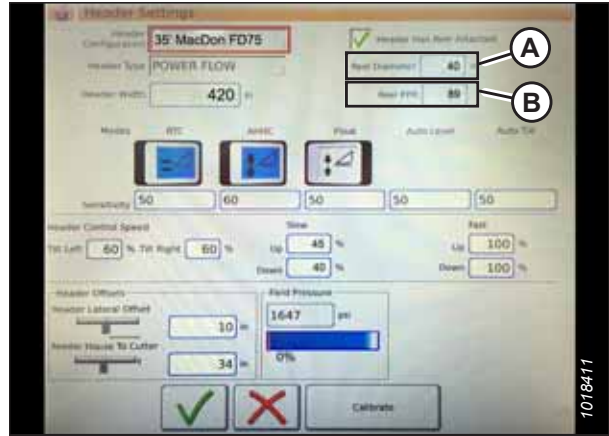 Header Settings
Header Configuration 35' MacDon FD75 Header Has Reel Attached
Header Type POWER FLOW Reel Diameter 40 A
Header Width 420 in Reel PPR 89 B
Modes RTC AHHC Float Auto Level Auto Tilt
Sensitivity 50 60 50 50 50
Header Control Speed Slow Fast
Tilt Left 60 % Tilt Right 60 % Up 45 % Up 100 %
Down 40 % Down 100 %
Header Offsets Field Pressure
Header Lateral Offset 1647 psi
10 in
Feeder House To Cutter 0%
34 in
Calibrate
1018411